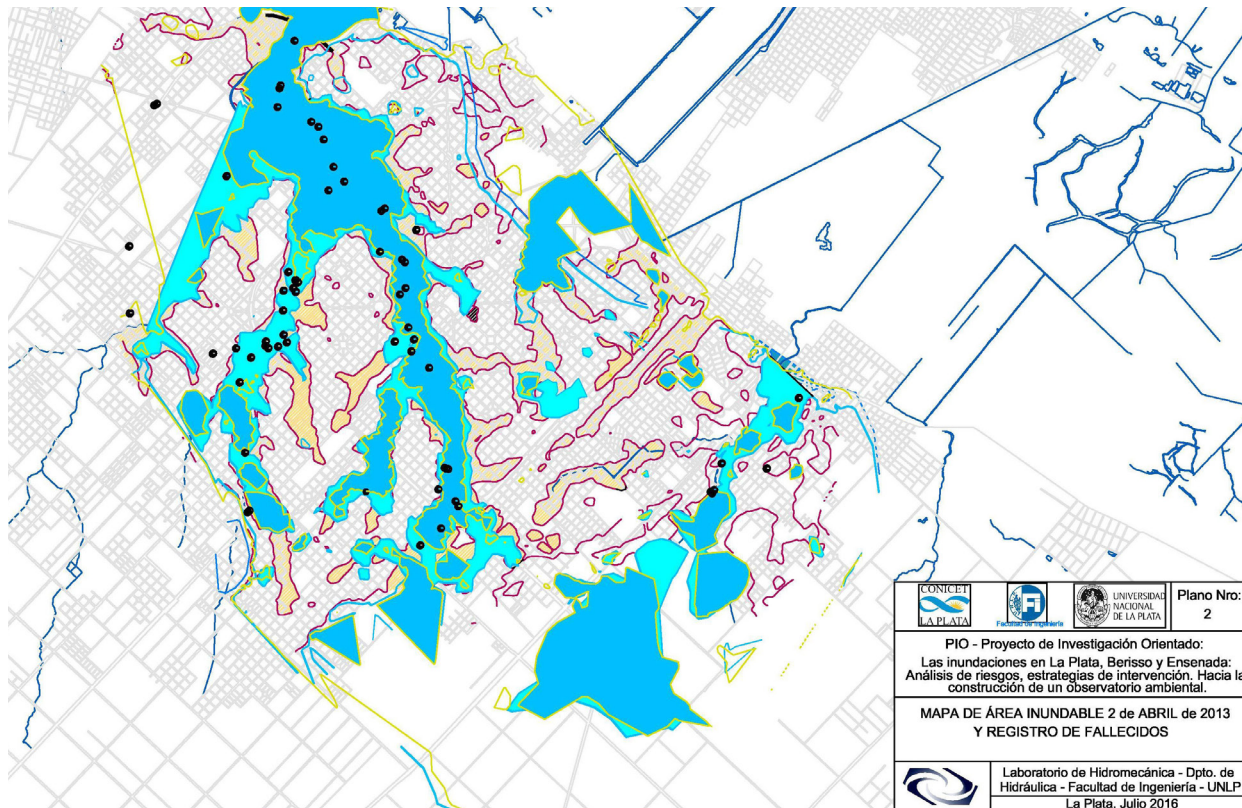 CONICET
LA PLATA
Fi
Facultad de Ingeniería
UNIVERSIDAD
NACIONAL
DE LA PLATA
Plano Nro:
2
PIO - Proyecto de Investigación Orientado:
Las inundaciones en La Plata, Berisso y Ensenada:
Análisis de riesgos, estrategias de intervención. Hacia la
construcción de un observatorio ambiental.
MAPA DE ÁREA INUNDABLE 2 de ABRIL de 2013
Y REGISTRO DE FALLECIDOS
Laboratorio de Hidromecánica - Dpto. de
Hidráulica - Facultad de Ingeniería - UNLP
La Plata, Julio 2016